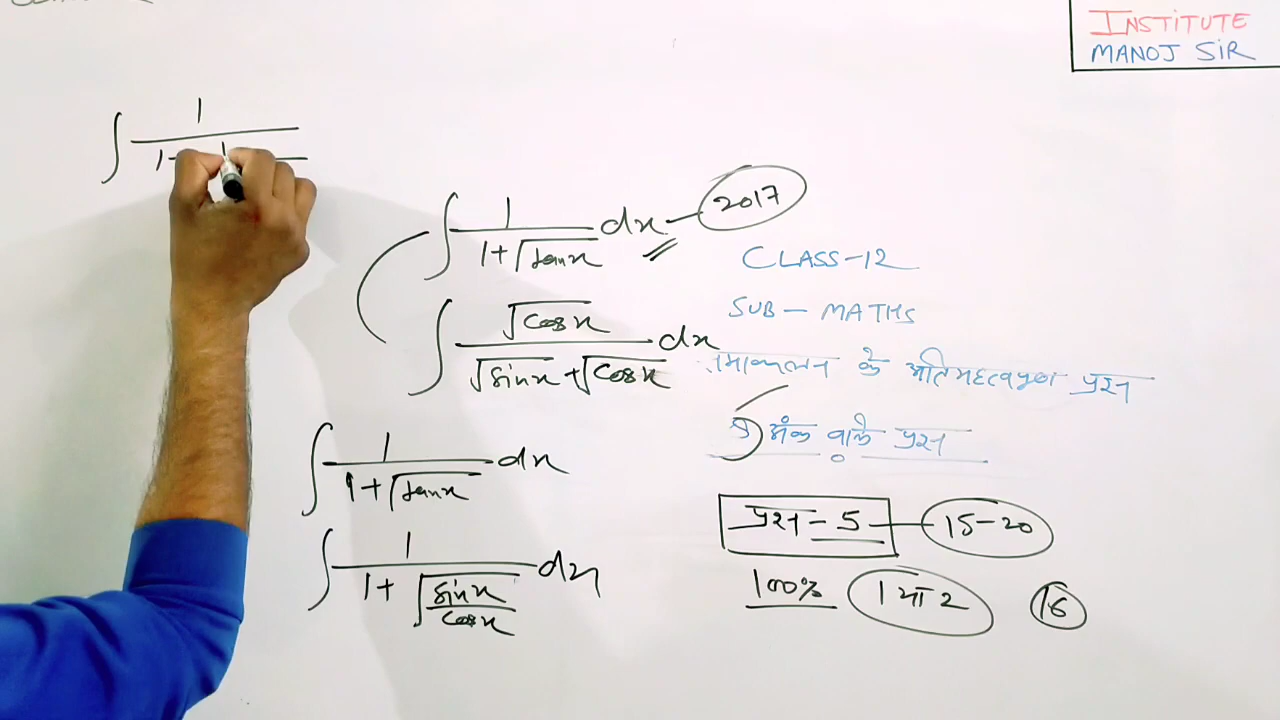 INSTITUTE
MANOJ SIR
∫ 1
∫ 1/(1+√tanx) dx — 2017
CLASS-12
SUB - MATHS
∫ √cosx/(√sinx+√cosx) dx
समाकलन के अतिमहत्वपूर्ण प्रश्न
अंक वाले प्रश्न
∫ 1/(1+√tanx) dx
प्रश्न - 5 — 15-20
∫ 1/(1+√(sinx/cosx)) dx
100% 1 या 2